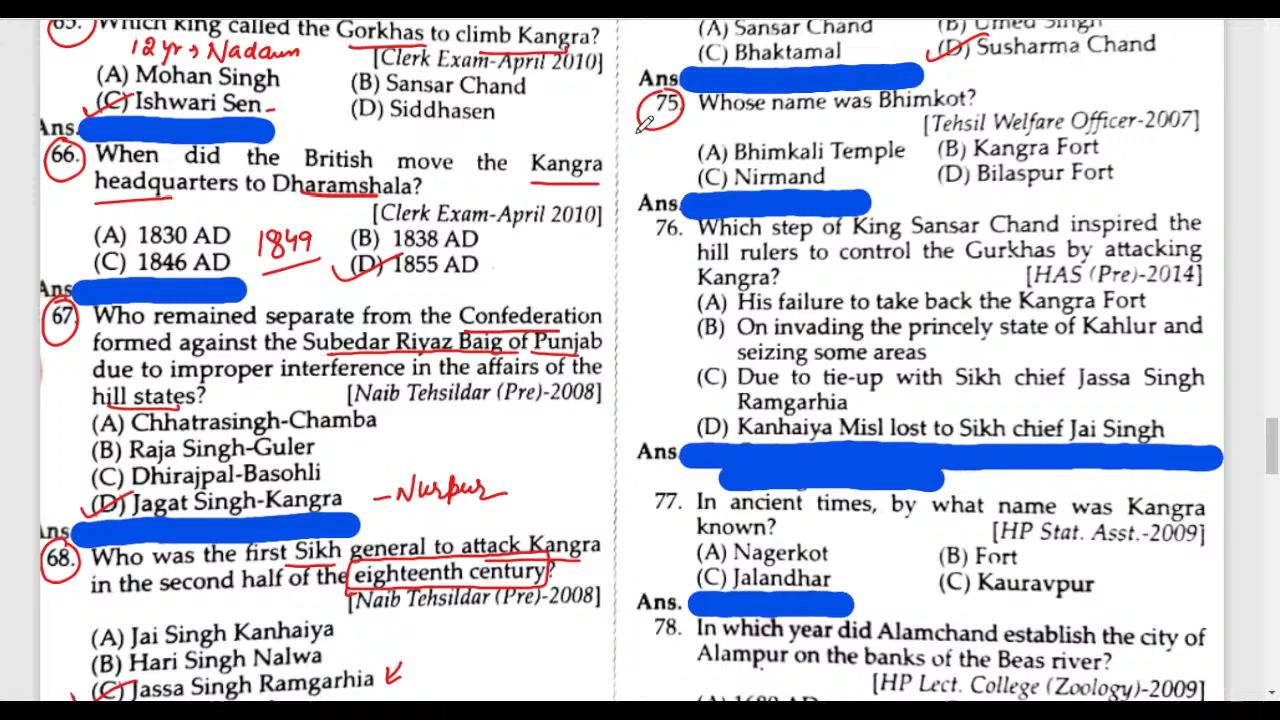 65. Which king called the Gorkhas to climb Kangra?
12 yr → Nadaun
[Clerk Exam-April 2010]
(A) Mohan Singh
(B) Sansar Chand
(C) Ishwari Sen
(D) Siddhasen
Ans.
66. When did the British move the Kangra
headquarters to Dharamshala?
[Clerk Exam-April 2010]
(A) 1830 AD
(B) 1838 AD
1849
(C) 1846 AD
(D) 1855 AD
Ans
67. Who remained separate from the Confederation
formed against the Subedar Riyaz Baig of Punjab
due to improper interference in the affairs of the
hill states?
[Naib Tehsildar (Pre)-2008]
(A) Chhatrasingh-Chamba
(B) Raja Singh-Guler
(C) Dhirajpal-Basohli
(D) Jagat Singh-Kangra
- Nurpur
Ans
68. Who was the first Sikh general to attack Kangra
in the second half of the eighteenth century?
[Naib Tehsildar (Pre)-2008]
(A) Jai Singh Kanhaiya
(B) Hari Singh Nalwa
(C) Jassa Singh Ramgarhia
(A) Sansar Chand
(B) Umed Singh
(C) Bhaktamal
(D) Susharma Chand
Ans
75. Whose name was Bhimkot?
[Tehsil Welfare Officer-2007]
(A) Bhimkali Temple
(B) Kangra Fort
(C) Nirmand
(D) Bilaspur Fort
Ans.
76. Which step of King Sansar Chand inspired the
hill rulers to control the Gurkhas by attacking
Kangra?
[HAS (Pre)-2014]
(A) His failure to take back the Kangra Fort
(B) On invading the princely state of Kahlur and
seizing some areas
(C) Due to tie-up with Sikh chief Jassa Singh
Ramgarhia
(D) Kanhaiya Misl lost to Sikh chief Jai Singh
Ans.
77. In ancient times, by what name was Kangra
known?
[HP Stat. Asst.-2009]
(A) Nagerkot
(B) Fort
(C) Jalandhar
(C) Kauravpur
Ans.
78. In which year did Alamchand establish the city of
Alampur on the banks of the Beas river?
[HP Lect. College (Zoology)-2009]